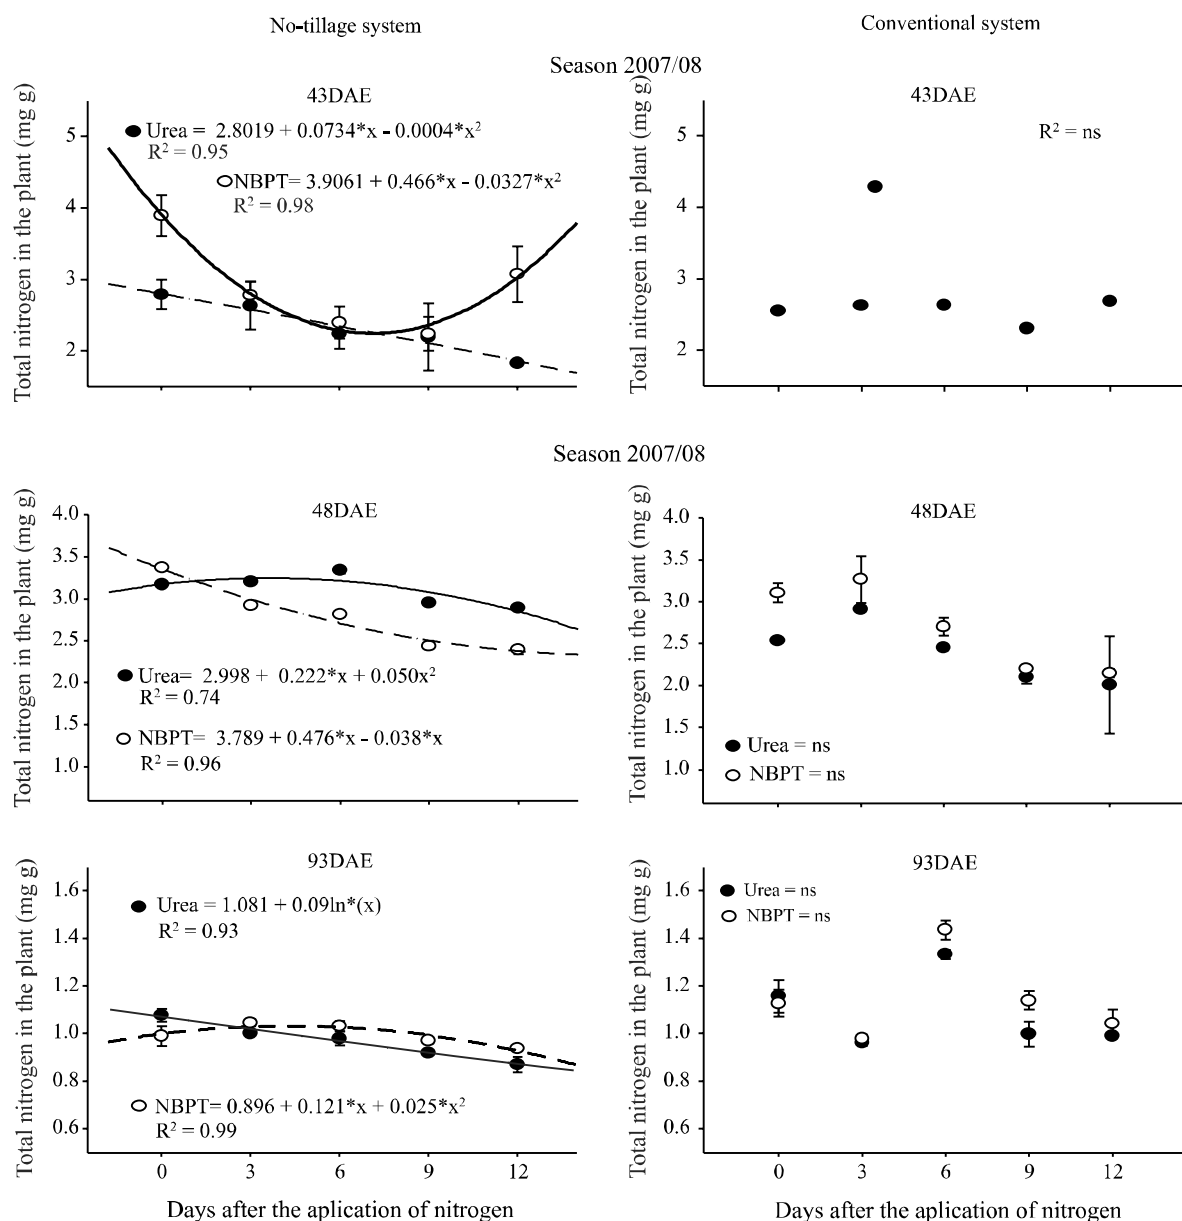 No-tillage system
Conventional system
Season 2007/08
43DAE
Total nitrogen in the plant (mg g)
5
4
3
2
Urea = 2.8019 + 0.0734*x - 0.0004*x²
R² = 0.95
NBPT= 3.9061 + 0.466*x - 0.0327*x²
R² = 0.98
43DAE
Total nitrogen in the plant (mg g)
5
4
3
2
R² = ns
Season 2007/08
48DAE
Total nitrogen in the plant (mg g)
4.0
3.5
3.0
2.5
2.0
1.5
1.0
Urea= 2.998 + 0.222*x + 0.050x²
R² = 0.74
NBPT= 3.789 + 0.476*x - 0.038*x
R² = 0.96
48DAE
Total nitrogen in the plant (mg g)
4.0
3.5
3.0
2.5
2.0
1.5
1.0
Urea = ns
NBPT = ns
93DAE
Total nitrogen in the plant (mg g)
1.6
1.4
1.2
1.0
0.8
0.6
Urea = 1.081 + 0.09ln*(x)
R² = 0.93
NBPT= 0.896 + 0.121*x + 0.025*x²
R² = 0.99
0 3 6 9 12
Days after the aplication of nitrogen
93DAE
Total nitrogen in the plant (mg g)
1.6
1.4
1.2
1.0
0.8
0.6
Urea = ns
NBPT = ns
0 3 6 9 12
Days after the aplication of nitrogen